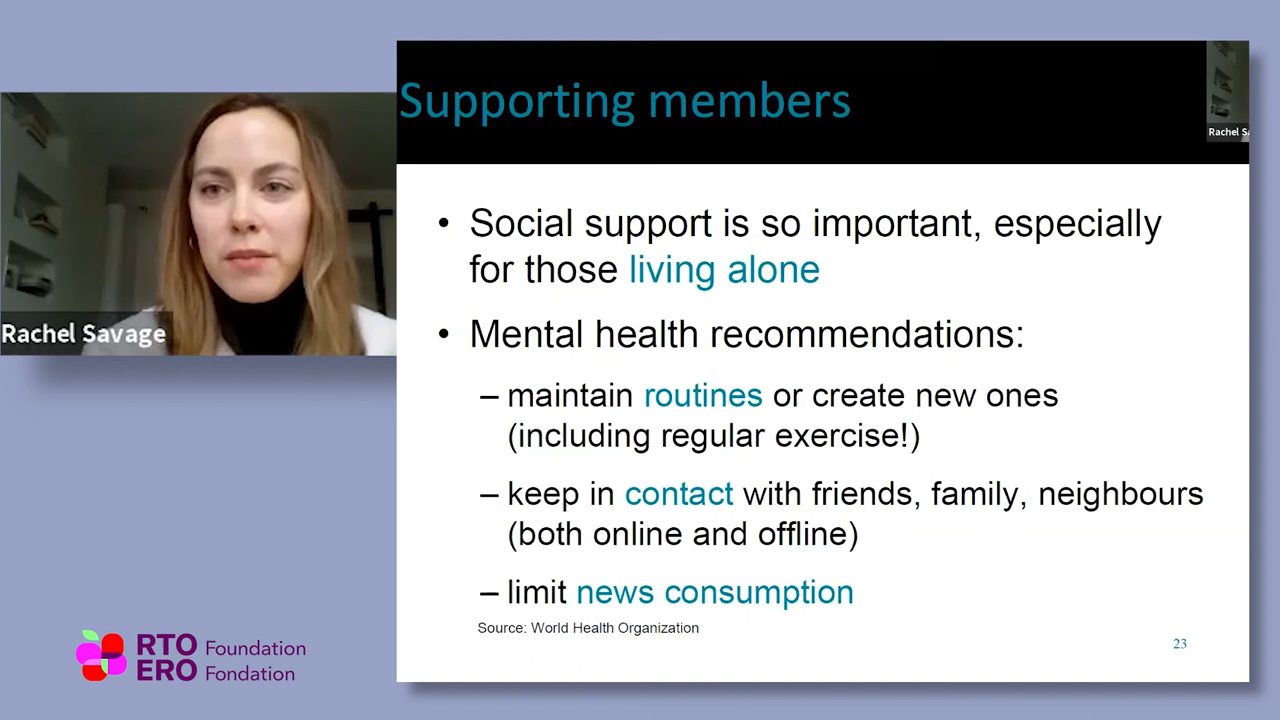 Supporting members
Rachel S
• Social support is so important, especially
for those living alone
• Mental health recommendations:
– maintain routines or create new ones
(including regular exercise!)
– keep in contact with friends, family, neighbours
(both online and offline)
– limit news consumption
Source: World Health Organization
23
Rachel Savage
RTO Foundation
ERO Fondation